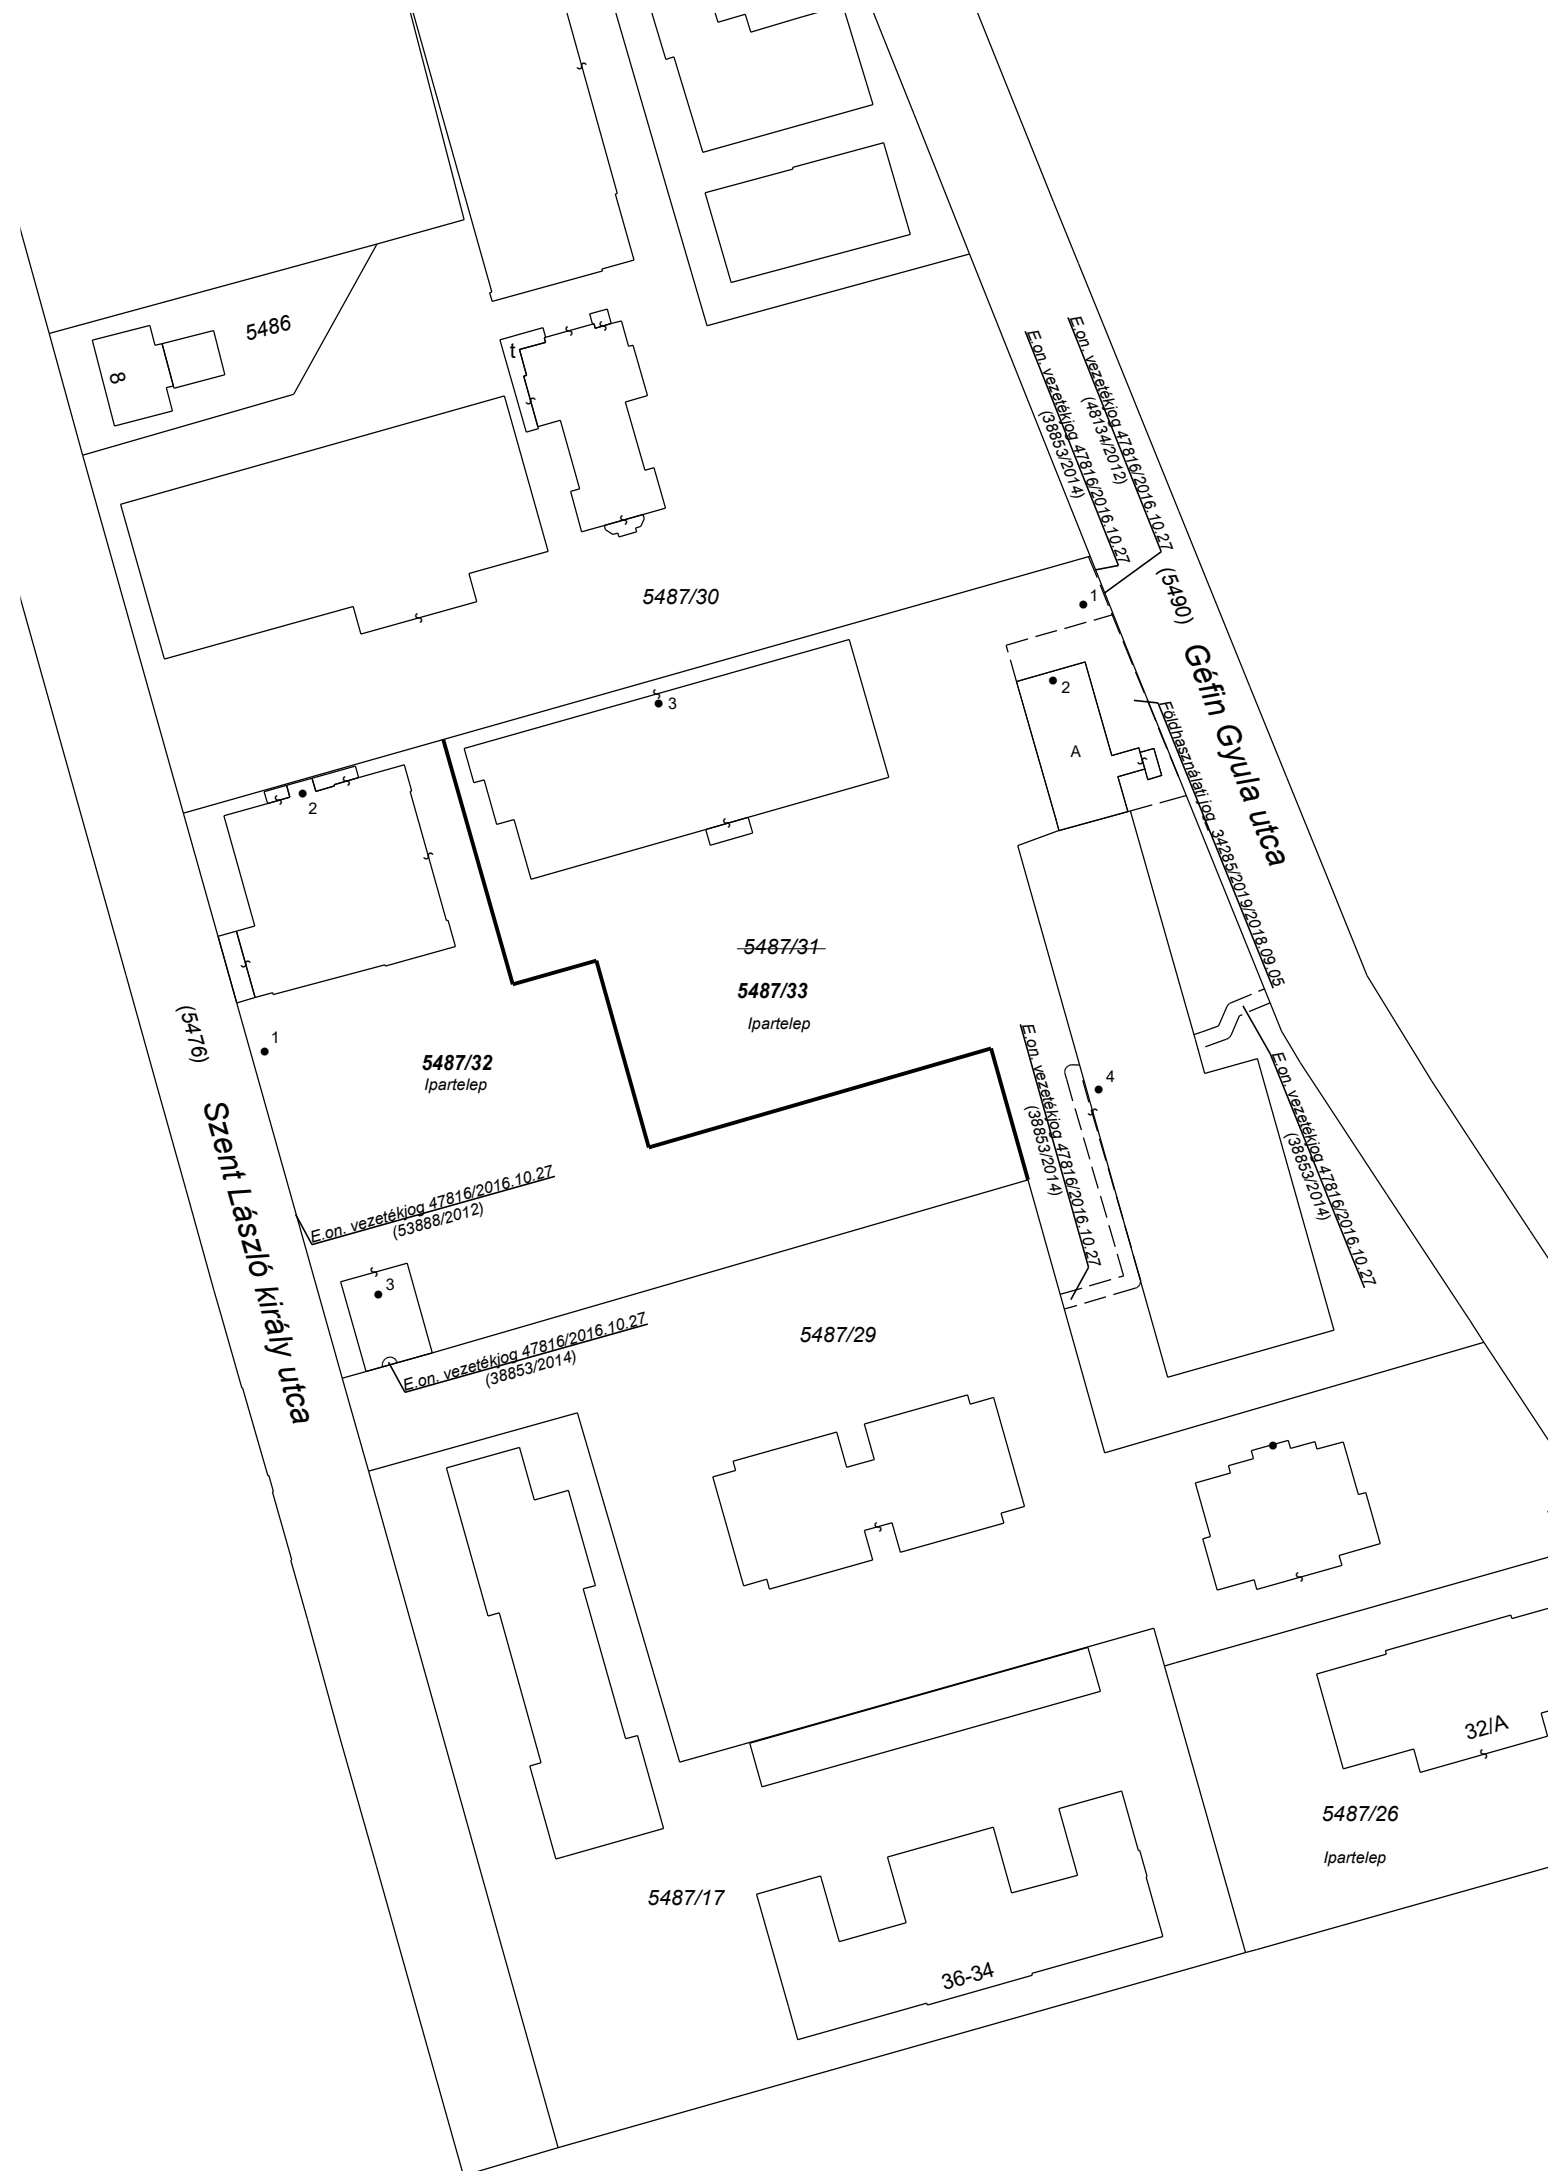 5486
8
t
E.on. vezetékjog 47816/2016.10.27
(48134/2012)
E.on. vezetékjog 47816/2016.10.27
(38853/2014)
5487/30
1
(5490) Géfin Gyula utca
2
A
3
Földhasználati jog_34285/2019/2018.09.05
2
5487/31
5487/33
Ipartelep
(5476) Szent László király utca
1
5487/32
Ipartelep
E.on. vezetékjog 47816/2016.10.27
(38853/2014)
4
E.on. vezetékjog 47816/2016.10.27
(38853/2014)
E.on. vezetékjog 47816/2016.10.27
(53888/2012)
3
E.on. vezetékjog 47816/2016.10.27
(38853/2014)
5487/29
32/A
5487/26
Ipartelep
5487/17
36-34